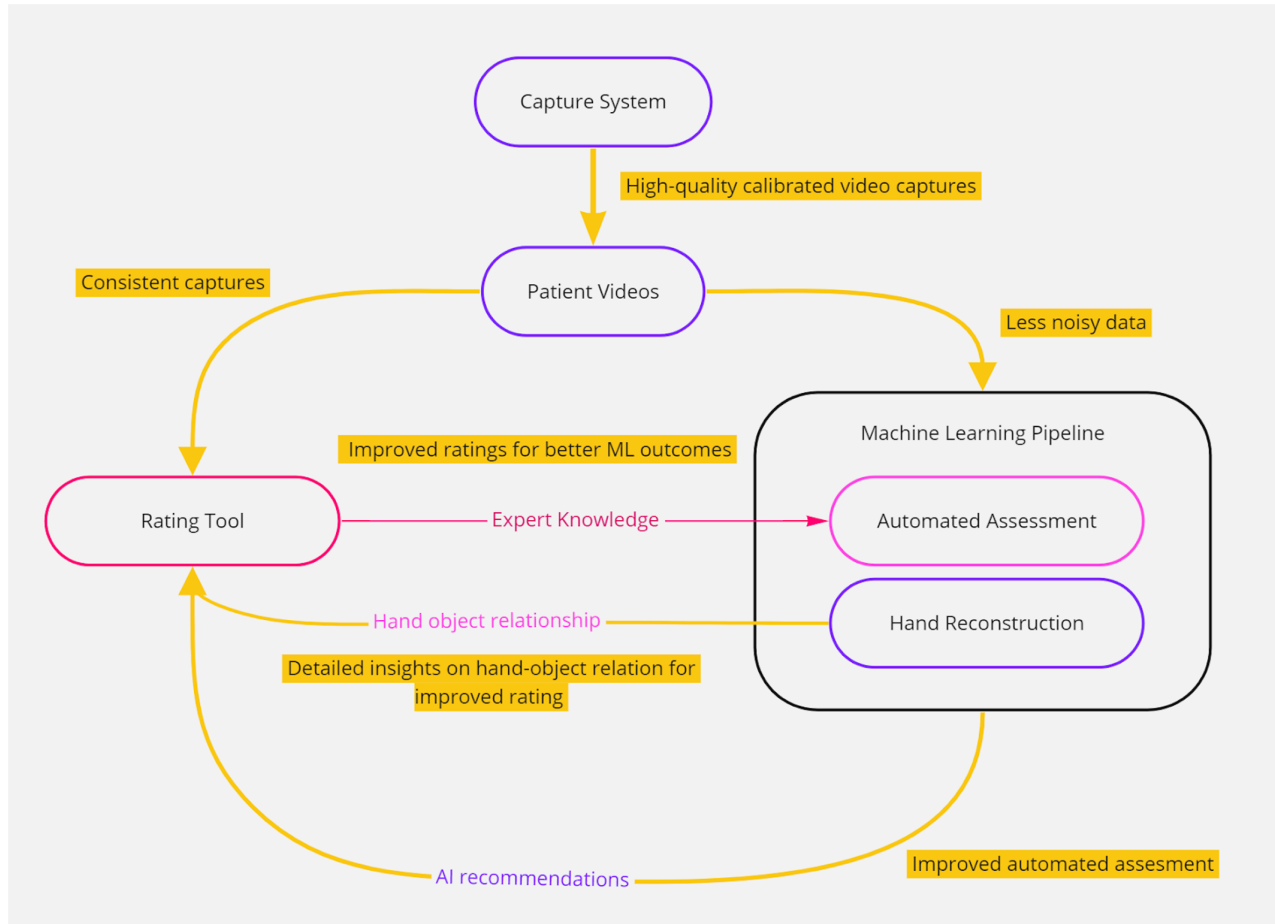 Capture System
High-quality calibrated video captures
Consistent captures
Patient Videos
Less noisy data
Machine Learning Pipeline
Improved ratings for better ML outcomes
Rating Tool
Expert Knowledge
Automated Assessment
Hand object relationship
Hand Reconstruction
Detailed insights on hand-object relation for
improved rating
Improved automated assesment
AI recommendations